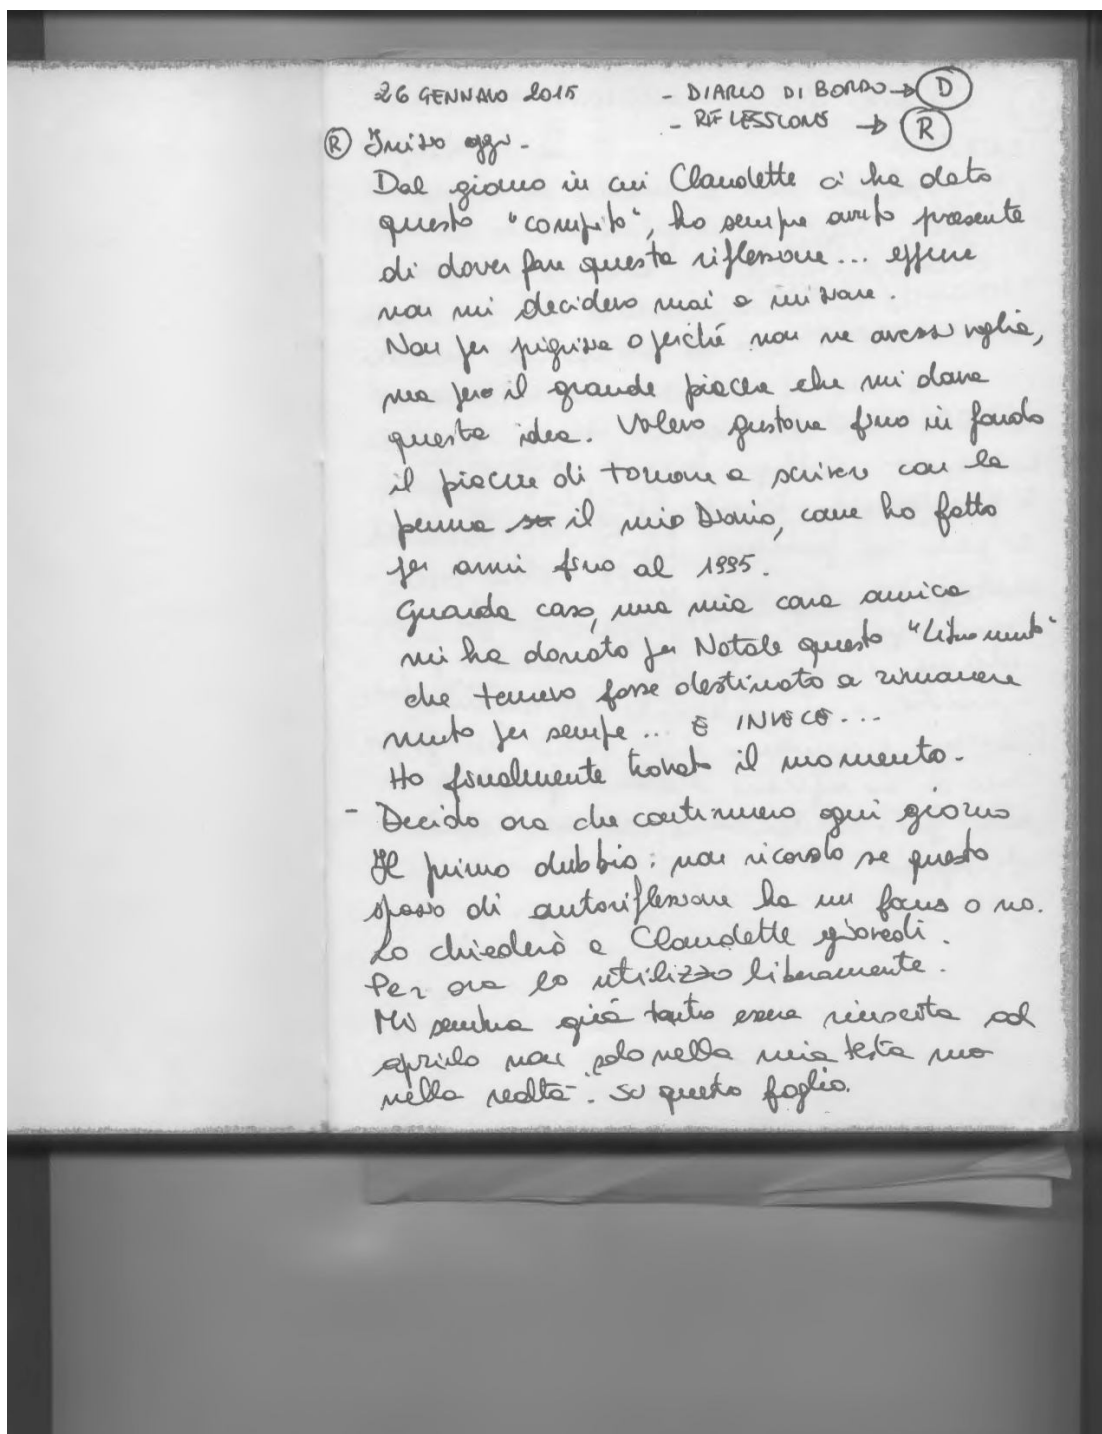 26 GENNAIO 2015 - DIARIO DI BORDO → D
- RIFLESSIONE → R
R Inizio oggi -
Dal giorno in cui Claudette ci ha dato
questo "compito", ho sempre avuto presente
di dover fare questa riflessione... eppure
non mi decidevo mai a iniziare.
Non per pigrizia o perché non ne avessi voglia,
ma però il grande piacere che mi dava
questa idea. Volevo gustare fino in fondo
il piacere di tornare a scrivere con la
penna il mio Diario, come ho fatto
per anni fino al 1995.
Guarda caso, una mia cara amica
mi ha donato per Natale questo "Libro muto"
che temevo fosse destinato a rimanere
muto per sempre... E INVECE...
Ho finalmente trovato il momento.
- Decido ora che continuerò ogni giorno
Il primo dubbio: non ricordo se questo
spazio di autoriflessione ha un focus o no.
Lo chiederò a Claudette giovedì.
Per ora lo utilizzo liberamente.
Mi sembra già tanto essere riuscita ad
aprirlo non solo nella mia testa ma
nella realtà: su questo foglio.